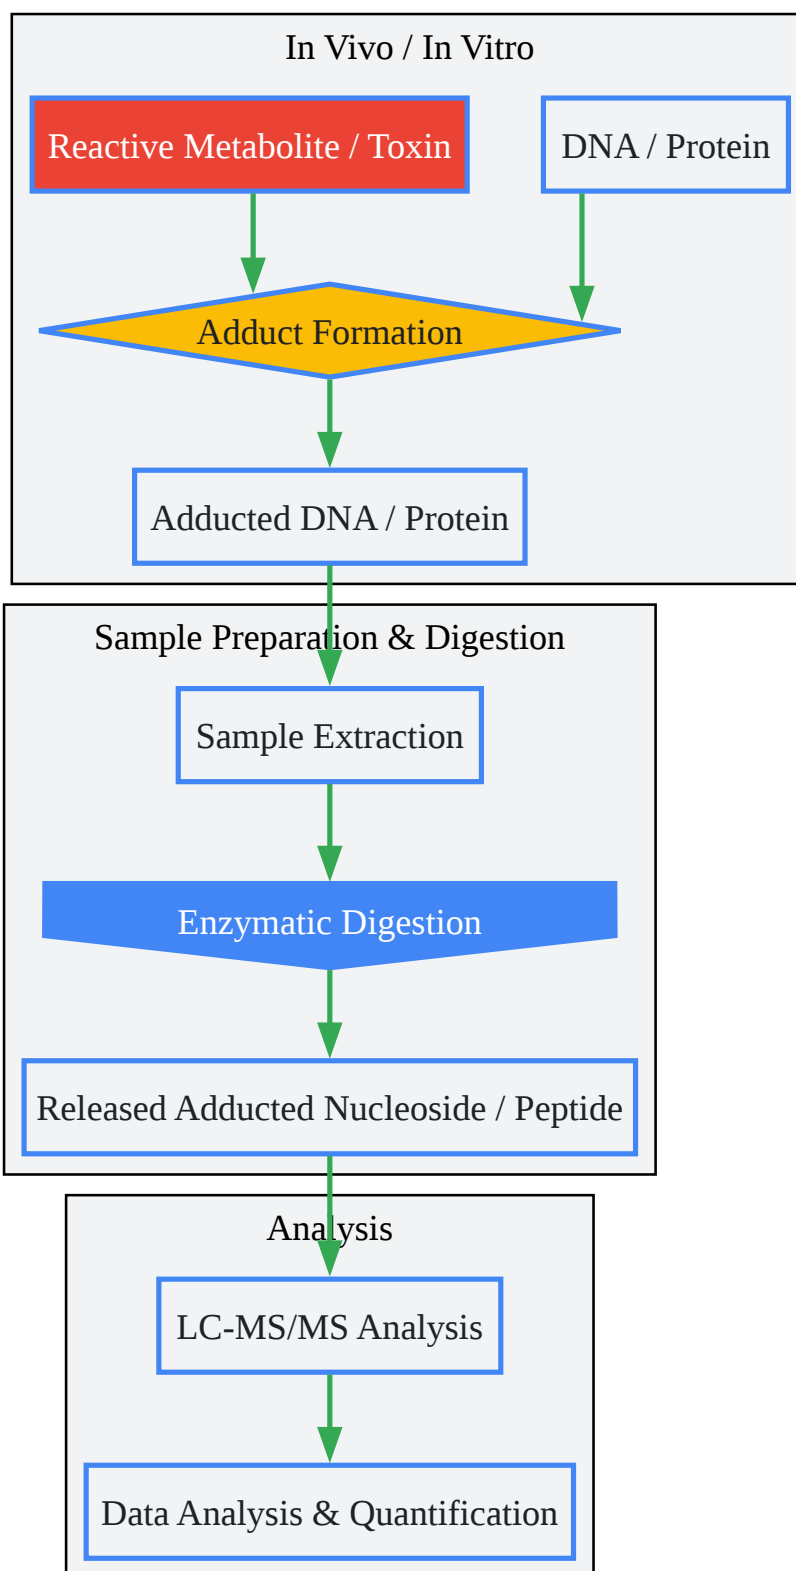 In Vivo / In Vitro
Reactive Metabolite / Toxin
DNA / Protein
Adduct Formation
Adducted DNA / Protein
Sample Preparation & Digestion
Sample Extraction
Enzymatic Digestion
Released Adducted Nucleoside / Peptide
Analysis
LC-MS/MS Analysis
Data Analysis & Quantification